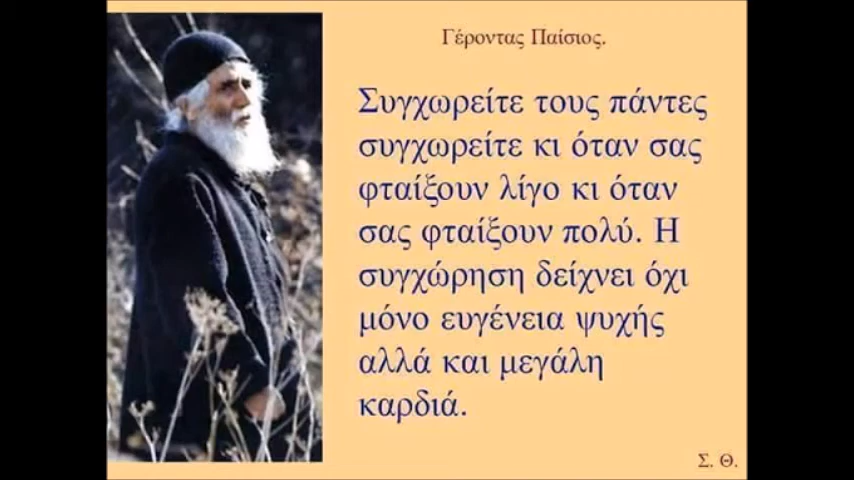 Γέροντας Παίσιος.
Συγχωρείτε τους πάντες
συγχωρείτε κι όταν σας
φταίξουν λίγο κι όταν
σας φταίξουν πολύ. Η
συγχώρηση δείχνει όχι
μόνο ευγένεια ψυχής
αλλά και μεγάλη
καρδιά.
Σ. Θ.